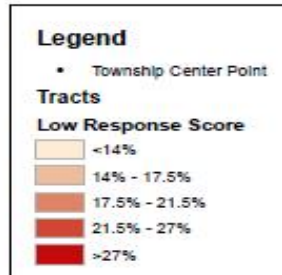 Legend
• Township Center Point
Tracts
Low Response Score
<14%
14% - 17.5%
17.5% - 21.5%
21.5% - 27%
>27%